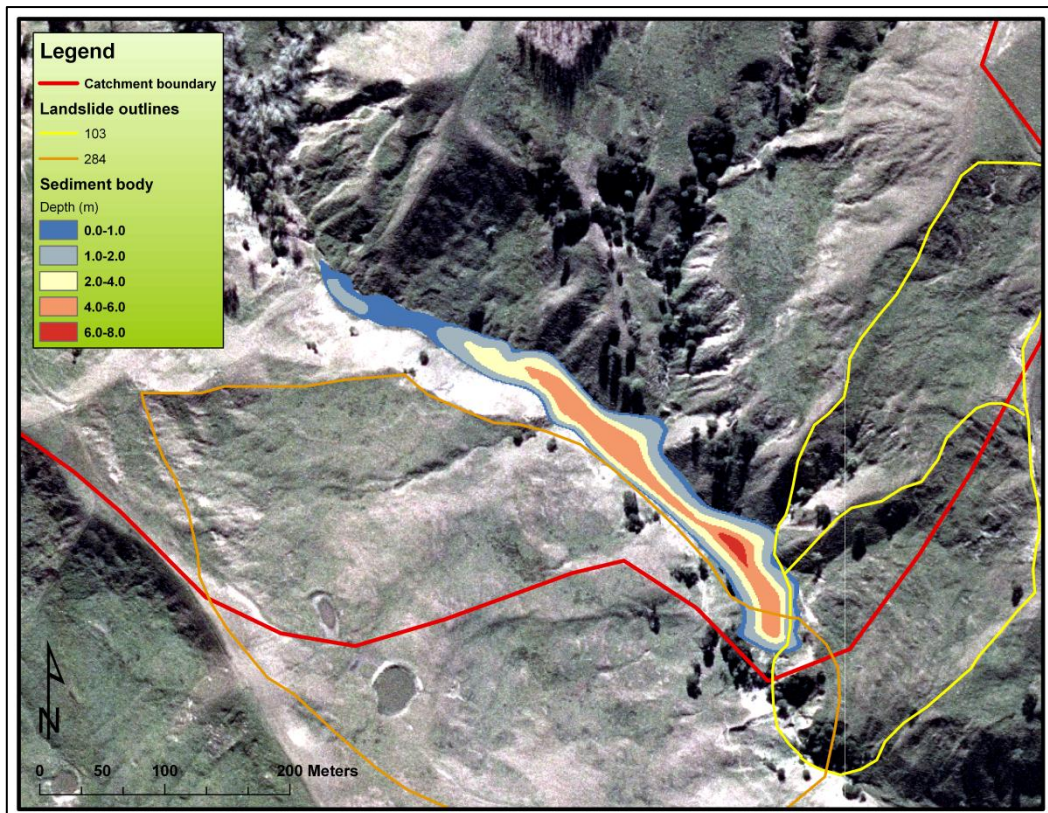 Legend
Catchment boundary
Landslide outlines
103
284
Sediment body
Depth (m)
0.0-1.0
1.0-2.0
2.0-4.0
4.0-6.0
6.0-8.0
N
0 50 100 200 Meters